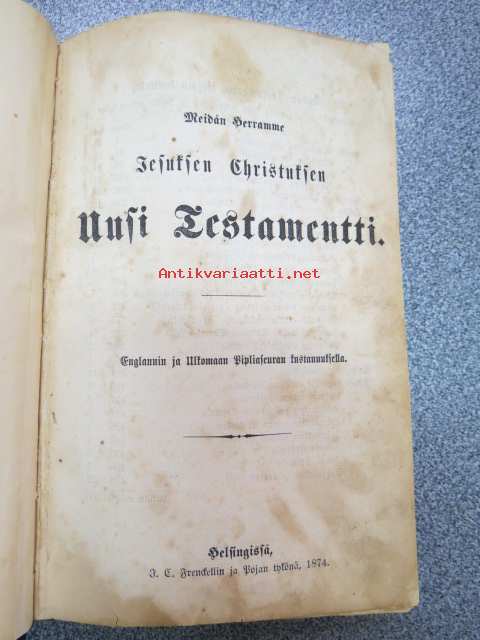 Meidän Herramme
Jesuksen Christuksen
Uusi Testamentti.
Antikvariaatti.net
Englannin ja Ulkomaan Pipliaseuran kustannuksella.
Helsingissä,
J. C. Frenckellin ja Pojan tykönä, 1874.